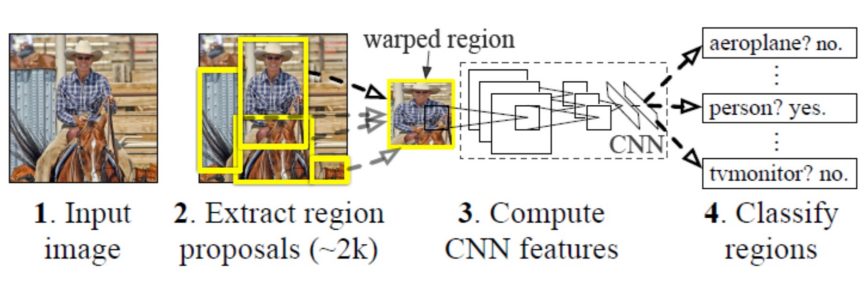 warped region
aeroplane? no.
person? yes.
CNN
tvmonitor? no.
1. Input
image
2. Extract region
proposals (~2k)
3. Compute
CNN features
4. Classify
regions